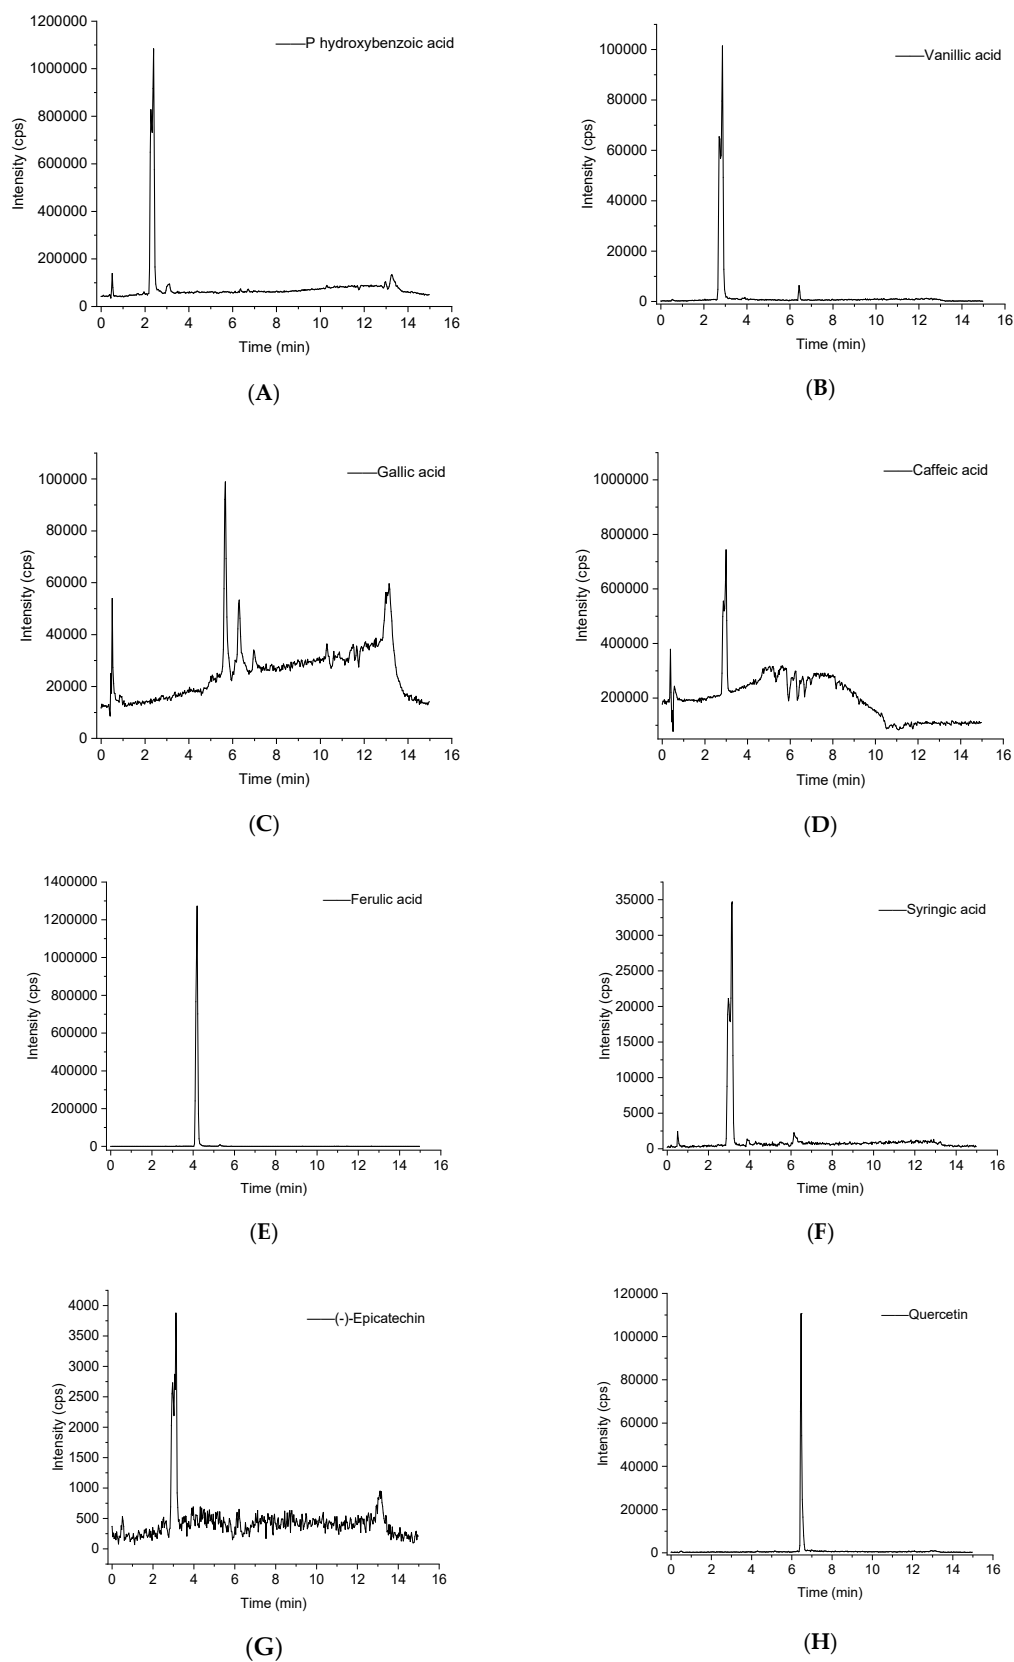 P hydroxybenzoic acid
Intensity (cps)
1200000
1000000
800000
600000
400000
200000
0
0 2 4 6 8 10 12 14 16
Time (min)
(A)
Vanillic acid
Intensity (cps)
100000
80000
60000
40000
20000
0
0 2 4 6 8 10 12 14 16
Time (min)
(B)
Gallic acid
Intensity (cps)
100000
80000
60000
40000
20000
0
0 2 4 6 8 10 12 14 16
Time (min)
(C)
Caffeic acid
Intensity (cps)
1000000
800000
600000
400000
200000
0 2 4 6 8 10 12 14 16
Time (min)
(D)
Ferulic acid
Intensity (cps)
1400000
1200000
1000000
800000
600000
400000
200000
0
0 2 4 6 8 10 12 14 16
Time (min)
(E)
Syringic acid
Intensity (cps)
35000
30000
25000
20000
15000
10000
5000
0
0 2 4 6 8 10 12 14 16
Time (min)
(F)
(-)-Epicatechin
Intensity (cps)
4000
3500
3000
2500
2000
1500
1000
500
0
0 2 4 6 8 10 12 14 16
Time (min)
(G)
Quercetin
Intensity (cps)
120000
100000
80000
60000
40000
20000
0
0 2 4 6 8 10 12 14 16
Time (min)
(H)